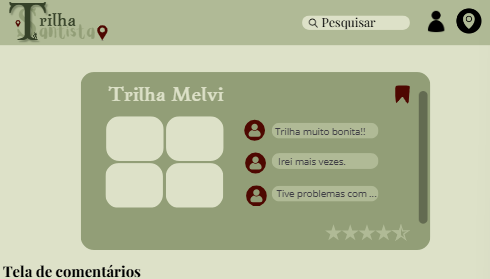 Trilha
Santista
Pesquisar
Trilha Melvi
Trilha muito bonita!!
Irei mais vezes.
Tive problemas com ...
Tela de comentários